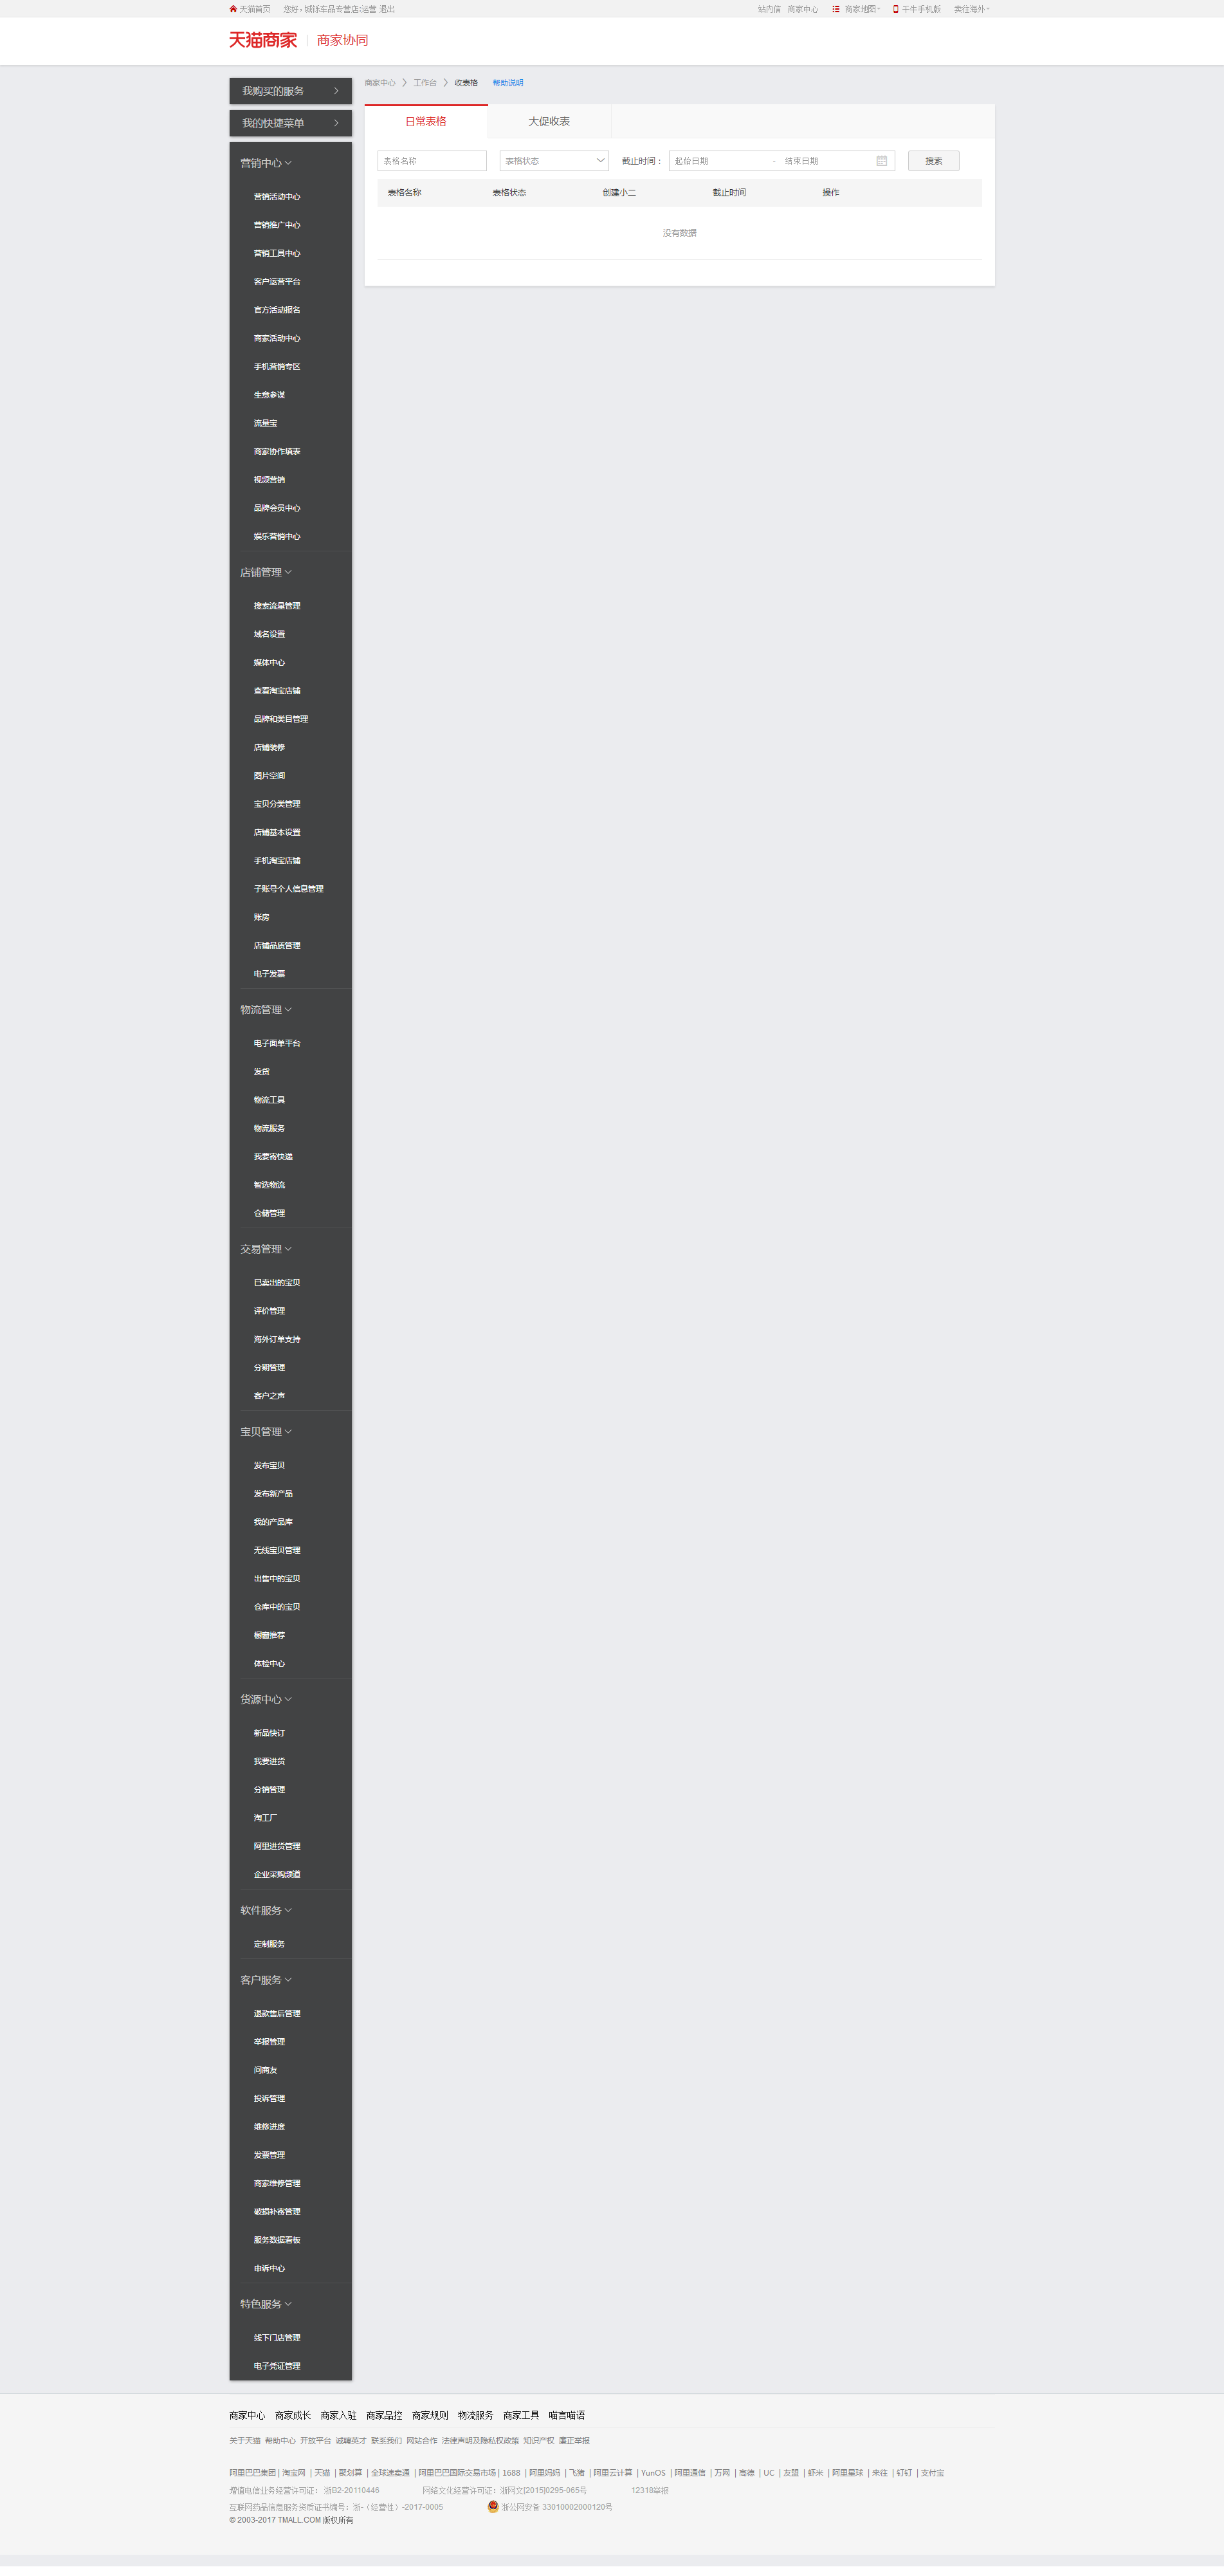 天猫首页 您好，城铄车品专营店:运营 退出 站内信 商家中心 商家地图 千牛手机版 卖往海外
天猫商家 商家协同
商家中心 工作台 收表格 帮助说明
我购买的服务
我的快捷菜单
日常表格 大促收表
表格名称 表格状态 截止时间： 起始日期 - 结束日期 搜索
表格名称 表格状态 创建小二 截止时间 操作
没有数据
营销中心
营销活动中心
营销推广中心
营销工具中心
客户运营平台
官方活动报名
商家活动中心
手机营销专区
生意参谋
流量宝
商家协作填表
视频营销
品牌会员中心
娱乐营销中心
店铺管理
搜索流量管理
域名设置
媒体中心
查看淘宝店铺
品牌和类目管理
店铺装修
图片空间
宝贝分类管理
店铺基本设置
手机淘宝店铺
子账号个人信息管理
账房
店铺品质管理
电子发票
物流管理
电子面单平台
发货
物流工具
物流服务
我要寄快递
智选物流
仓储管理
交易管理
已卖出的宝贝
评价管理
海外订单支持
分期管理
客户之声
宝贝管理
发布宝贝
发布新产品
我的产品库
无线宝贝管理
出售中的宝贝
仓库中的宝贝
橱窗推荐
体检中心
货源中心
新品快订
我要进货
分销管理
淘工厂
阿里进货管理
企业采购频道
软件服务
定制服务
客户服务
退款售后管理
举报管理
问商友
投诉管理
维修进度
发票管理
商家维修管理
破损补寄管理
服务数据看板
申诉中心
特色服务
线下门店管理
电子凭证管理
商家中心 商家成长 商家入驻 商家品控 商家规则 物流服务 商家工具 喵言喵语
关于天猫 帮助中心 开放平台 诚聘英才 联系我们 网站合作 法律声明及隐私权政策 知识产权 廉正举报
阿里巴巴集团 | 淘宝网 | 天猫 | 聚划算 | 全球速卖通 | 阿里巴巴国际交易市场 | 1688 | 阿里妈妈 | 飞猪 | 阿里云计算 | YunOS | 阿里通信 | 万网 | 高德 | UC | 友盟 | 虾米 | 阿里星球 | 来往 | 钉钉 | 支付宝
增值电信业务经营许可证： 浙B2-20110446 网络文化经营许可证：浙网文[2015]0295-065号 12318举报
互联网药品信息服务资质证书编号：浙-（经营性）-2017-0005 浙公网安备 33010002000120号
© 2003-2017 TMALL.COM 版权所有